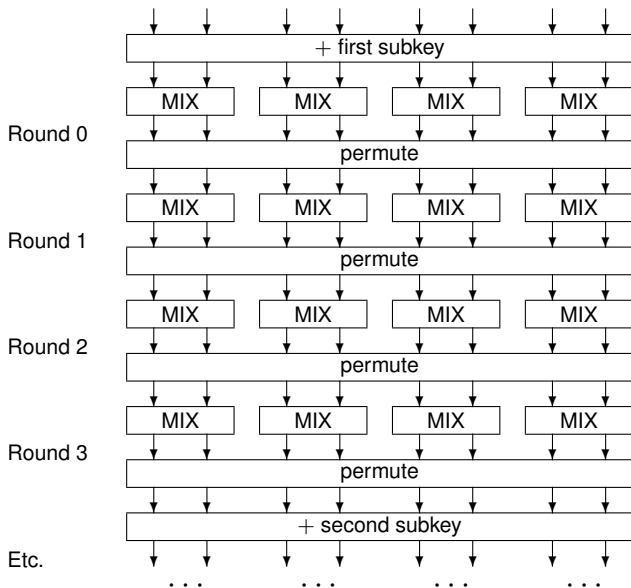 + first subkey
MIX MIX MIX MIX
Round 0
permute
MIX MIX MIX MIX
Round 1
permute
MIX MIX MIX MIX
Round 2
permute
MIX MIX MIX MIX
Round 3
permute
+ second subkey
Etc.
... ... ... ...